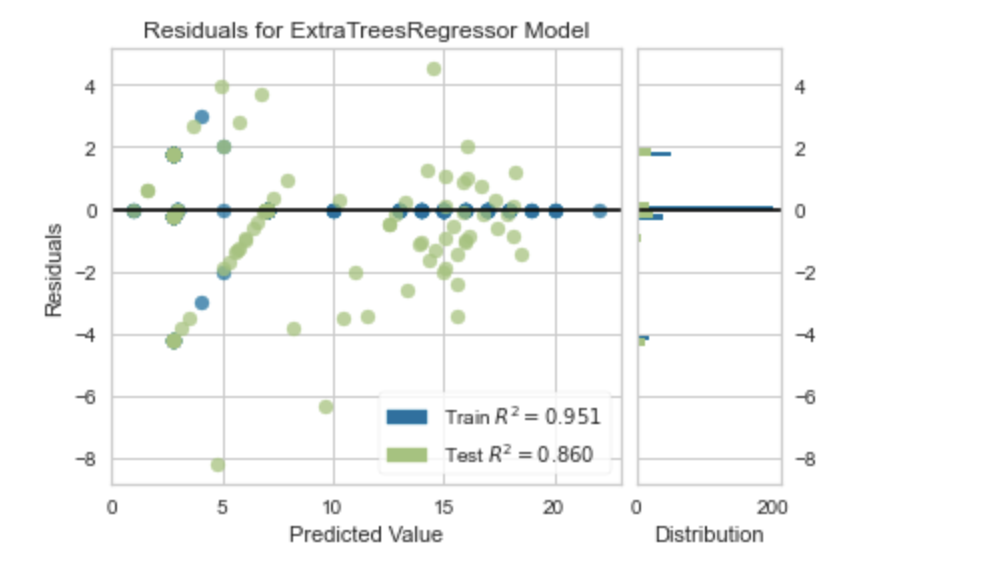 Residuals for ExtraTreesRegressor Model
Residuals
4
2
0
−2
−4
−6
−8
Train R² = 0.951
Test R² = 0.860
0 5 10 15 20
Predicted Value
4
2
0
−2
−4
−6
−8
0 200
Distribution